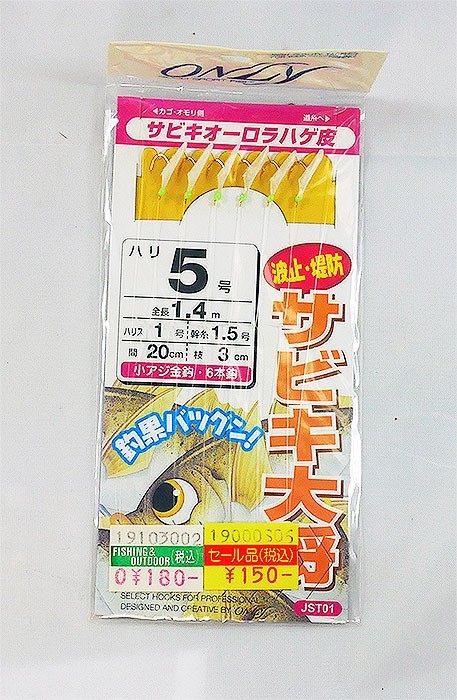 ONLY
◀カゴ・オモリ側
道糸へ▶
サビキオーロラハゲ皮
ハリ 5 号
全長 1.4 m
ハリス 1 号 幹糸 1.5 号
間 20cm 枝 3 cm
小アジ金鈎・6本鈎
波止・堤防
サビキ大将
釣果バツグン!
19103002
FISHING & OUTDOOR (税込)
0¥180-
19000SOS
セール品(税込)
¥150-
SELECT HOOKS FOR PROFESSIONAL
DESIGNED AND CREATIVE BY ONLY
JST01